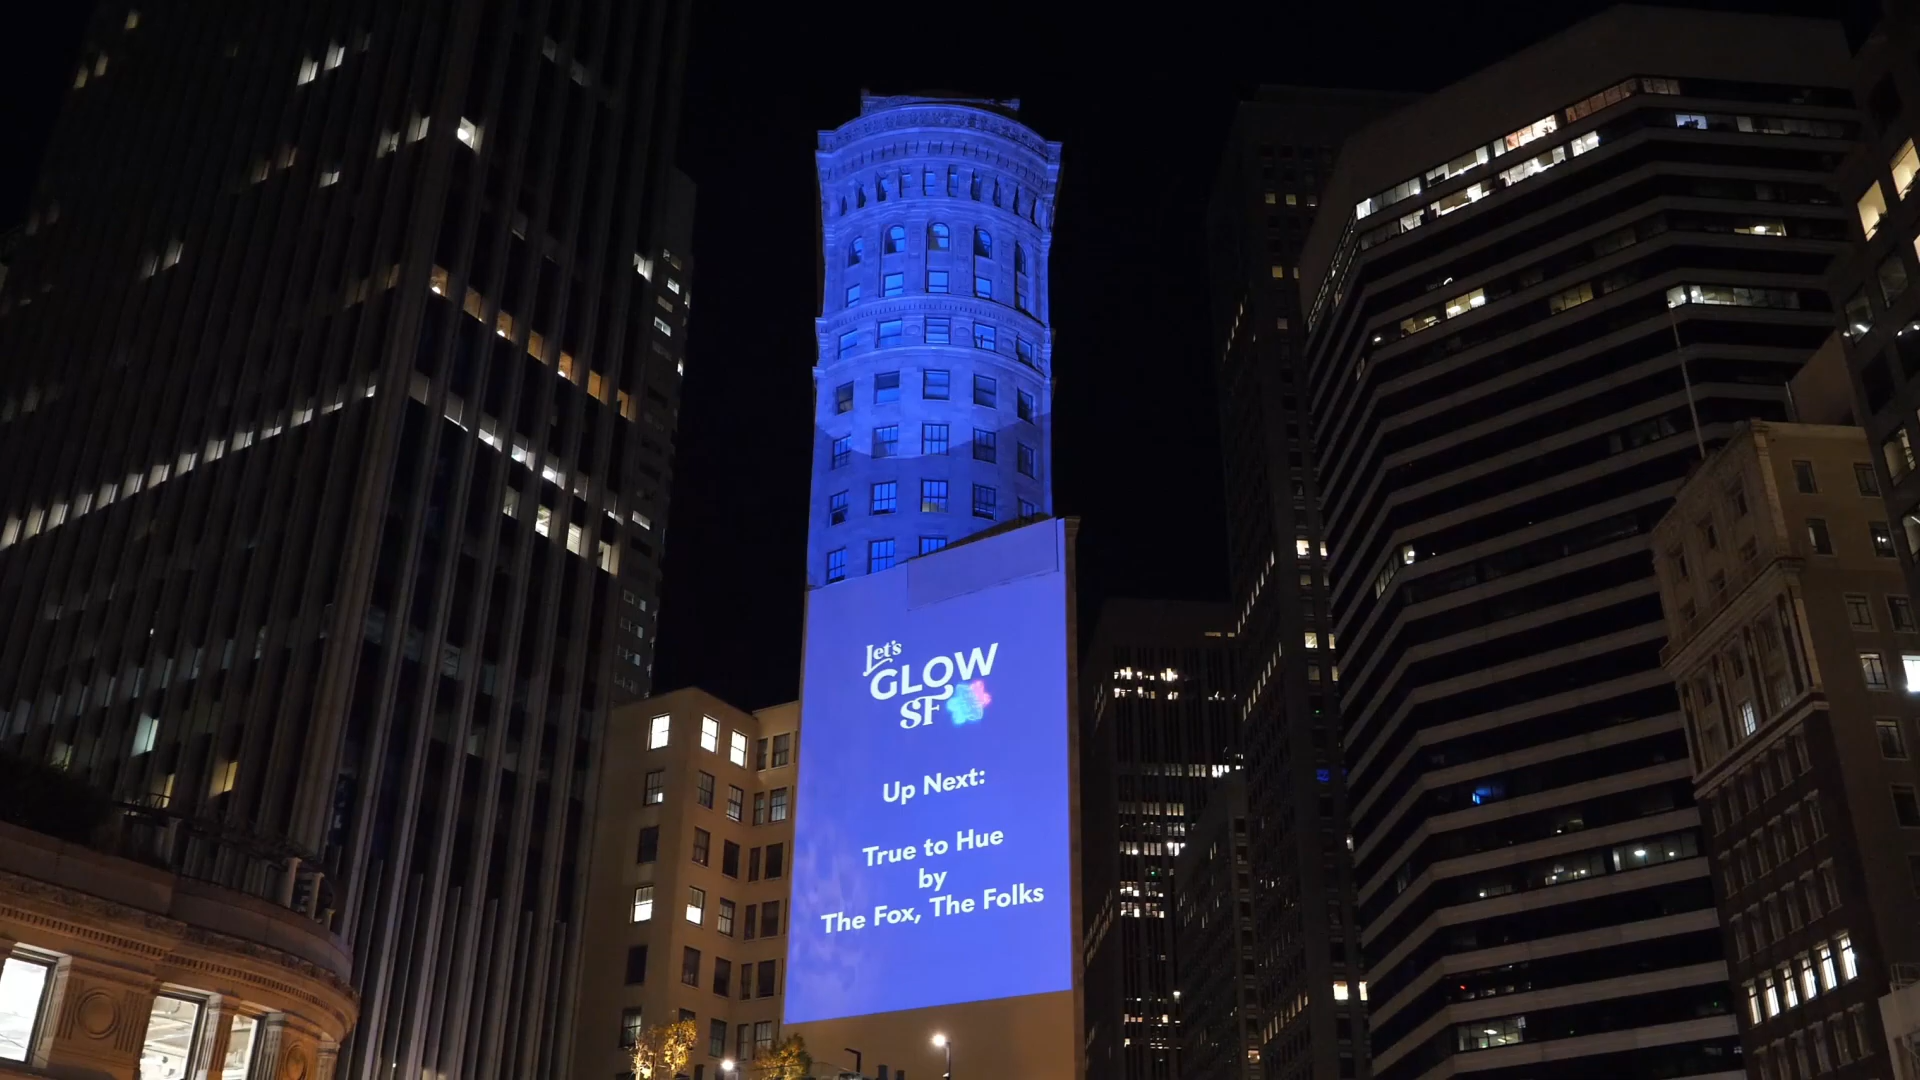 Let's
GLOW
SF
Up Next:
True to Hue
by
The Fox, The Folks